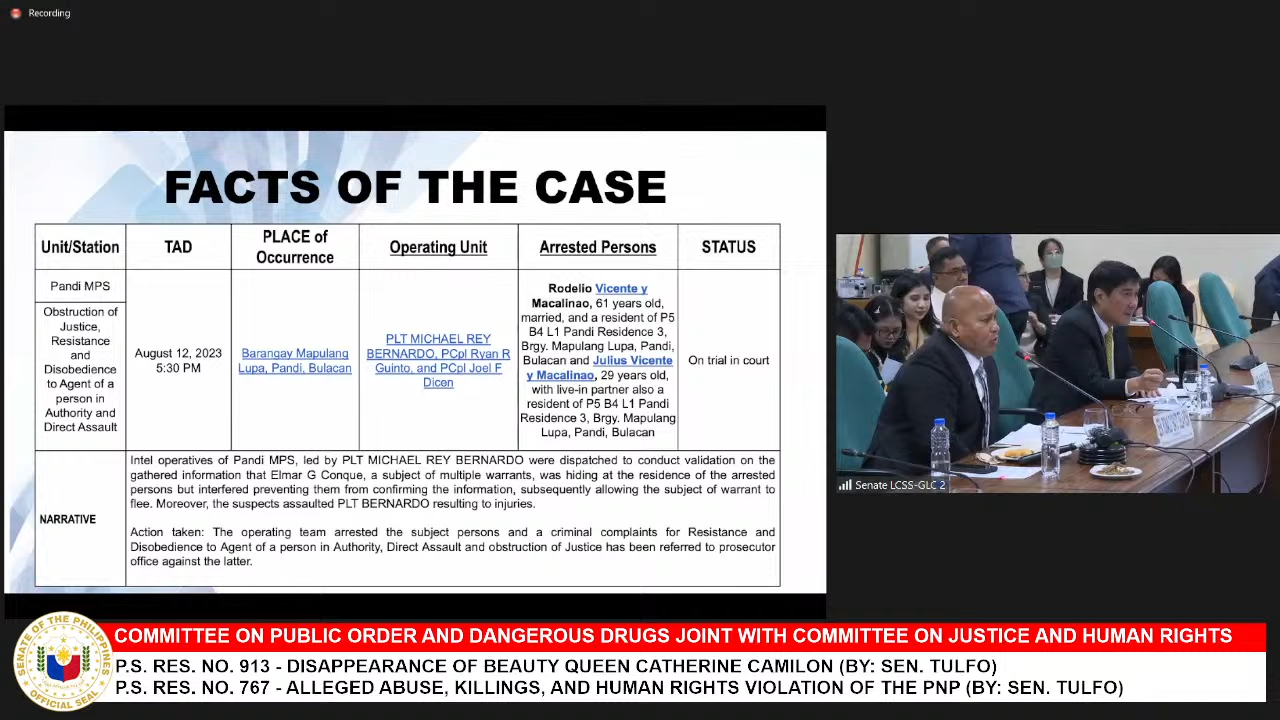 Recording
FACTS OF THE CASE
Unit/Station
TAD
PLACE of
Occurrence
Operating Unit
Arrested Persons
STATUS
Pandi MPS
Obstruction of
Justice,
Resistance
and
Disobedience
to Agent of a
person in
Authority and
Direct Assault
August 12, 2023
5:30 PM
Barangay Mapulang
Lupa, Pandi, Bulacan
PLT MICHAEL REY
BERNARDO, PCpl Ryan R
Guinto, and PCpl Joel F
Dicen
Rodelio Vicente y
Macalinao, 61 years old,
married, and a resident of P5
B4 L1 Pandi Residence 3,
Brgy. Mapulang Lupa, Pandi,
Bulacan and Julius Vicente
y Macalinao, 29 years old,
with live-in partner also a
resident of P5 B4 L1 Pandi
Residence 3, Brgy. Mapulang
Lupa, Pandi, Bulacan
On trial in court
NARRATIVE
Intel operatives of Pandi MPS, led by PLT MICHAEL REY BERNARDO were dispatched to conduct validation on the
gathered information that Elmar G Conque, a subject of multiple warrants, was hiding at the residence of the arrested
persons but interfered preventing them from confirming the information, subsequently allowing the subject of warrant to
flee. Moreover, the suspects assaulted PLT BERNARDO resulting to injuries.
Action taken: The operating team arrested the subject persons and a criminal complaints for Resistance and
Disobedience to Agent of a person in Authority, Direct Assault and obstruction of Justice has been referred to prosecutor
office against the latter.
Senate LCSS-GLC 2
SENATE OF THE PHILIPPINES
OFFICIAL SEAL
COMMITTEE ON PUBLIC ORDER AND DANGEROUS DRUGS JOINT WITH COMMITTEE ON JUSTICE AND HUMAN RIGHTS
P.S. RES. NO. 913 - DISAPPEARANCE OF BEAUTY QUEEN CATHERINE CAMILON (BY: SEN. TULFO)
P.S. RES. NO. 767 - ALLEGED ABUSE, KILLINGS, AND HUMAN RIGHTS VIOLATION OF THE PNP (BY: SEN. TULFO)